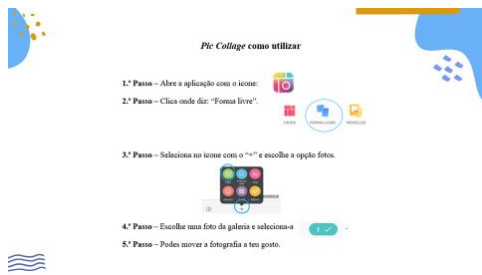 Pic Collage como utilizar
1.º Passo – Abre a aplicação com o ícone:
2.º Passo – Clica onde diz: “Forma livre”.
3.º Passo – Seleciona no ícone com o “+” e escolhe a opção fotos.
4.º Passo – Escolhe uma foto da galeria e seleciona-a
1 ✓ .
5.º Passo – Podes mover a fotografia a teu gosto.